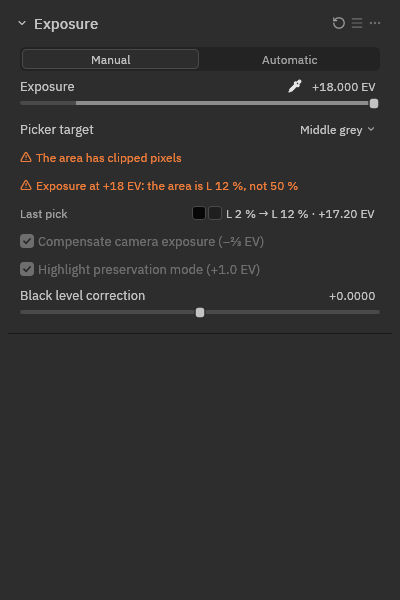 Exposure
Manual Automatic
Exposure +18.000 EV
Picker target Middle grey
The area has clipped pixels
Exposure at +18 EV: the area is L 12 %, not 50 %
Last pick L 2 % → L 12 % · +17.20 EV
Compensate camera exposure (−⅔ EV)
Highlight preservation mode (+1.0 EV)
Black level correction +0.0000